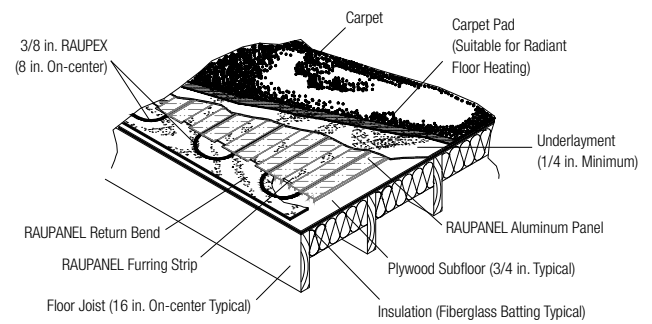 Carpet
3/8 in. RAUPEX
(8 in. On-center)
Carpet Pad
(Suitable for Radiant
Floor Heating)
Underlayment
(1/4 in. Minimum)
RAUPANEL Return Bend
RAUPANEL Aluminum Panel
RAUPANEL Furring Strip
Plywood Subfloor (3/4 in. Typical)
Floor Joist (16 in. On-center Typical)
Insulation (Fiberglass Batting Typical)